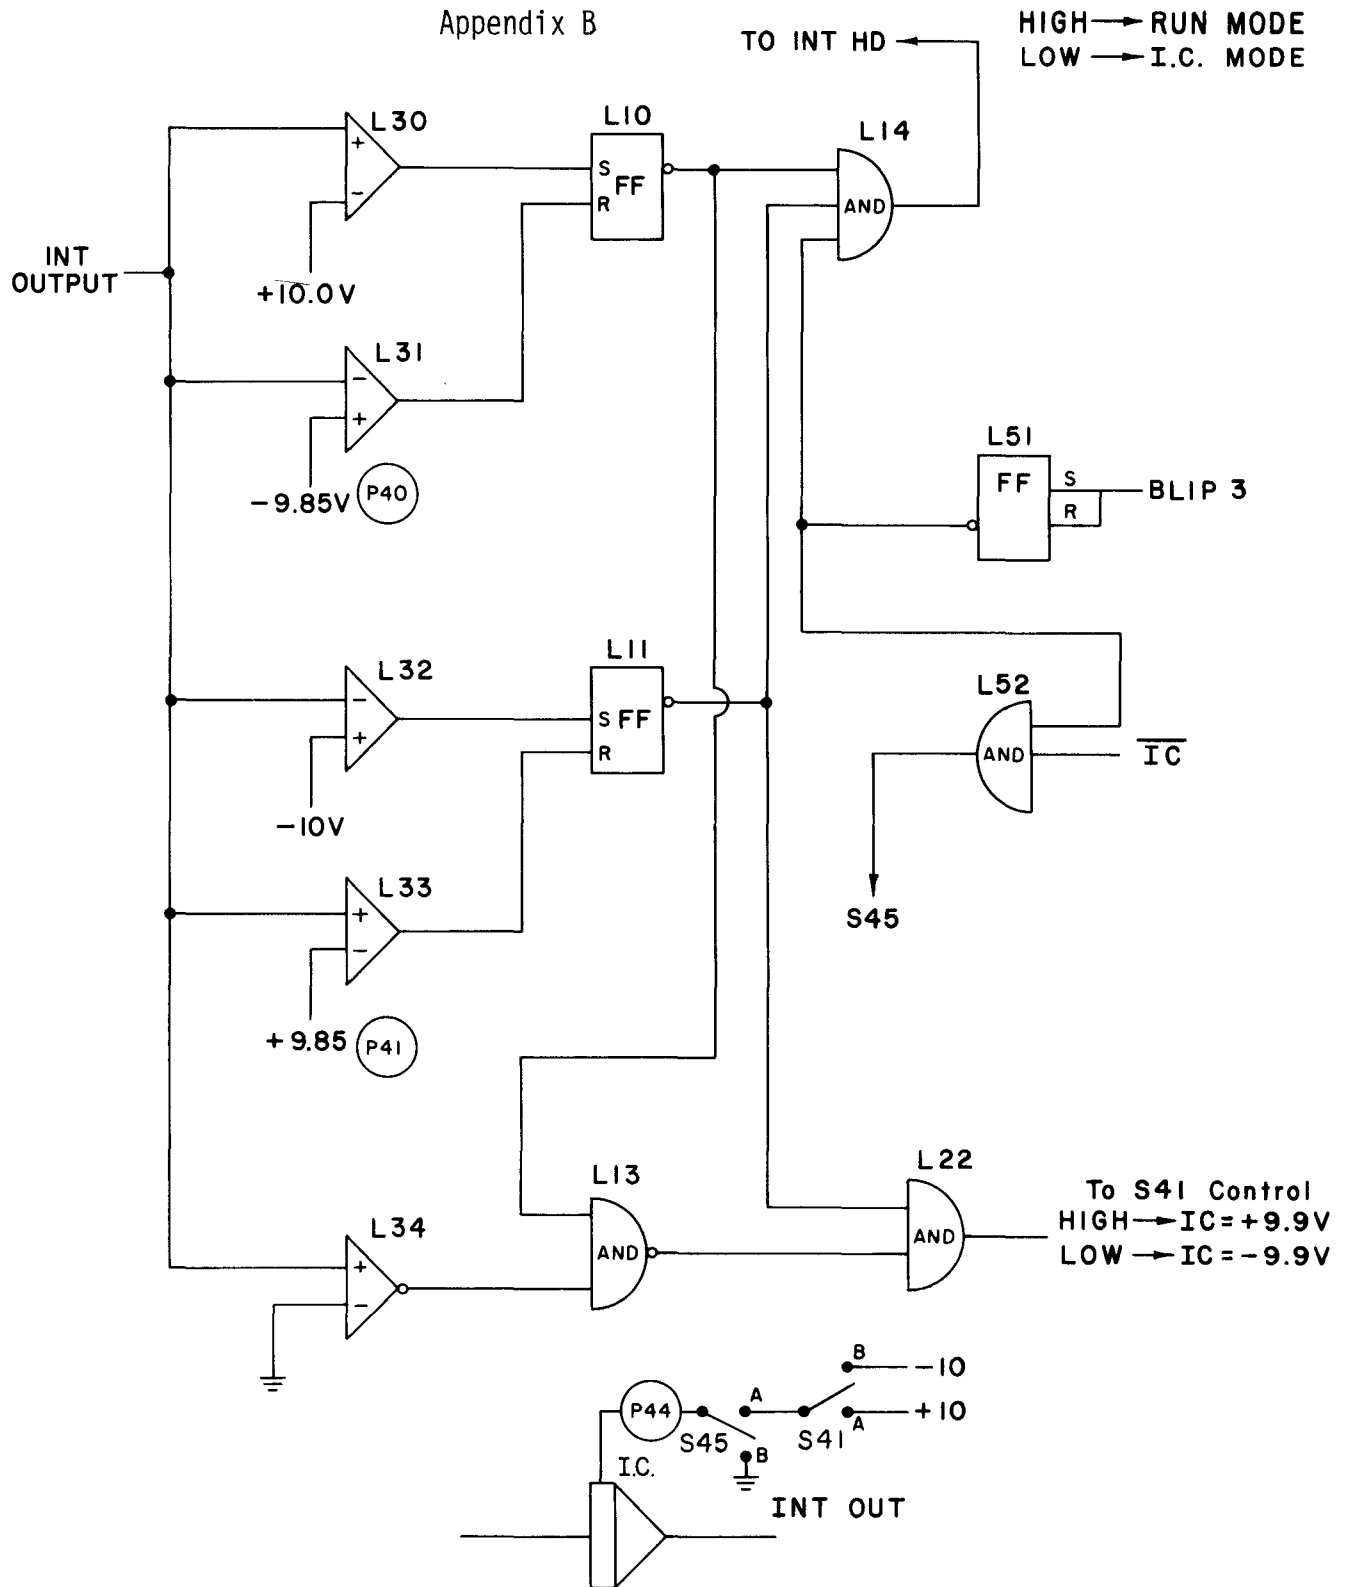 Appendix B
HIGH → RUN MODE
LOW → I.C. MODE
TO INT HD
L30
+
-
+10.0V
L10
S
FF
R
L14
AND
INT
OUTPUT
L31
-
+
-9.85V
P40
L51
FF
S
R
BLIP 3
L32
-
+
-10V
L11
S
FF
R
L52
AND
IC
S45
L33
+
-
+9.85
P41
L34
+
-
L13
AND
L22
AND
To S41 Control
HIGH → IC=+9.9V
LOW → IC=-9.9V
B
-10
P44
A
+10
S45
S41
A
B
I.C.
INT OUT